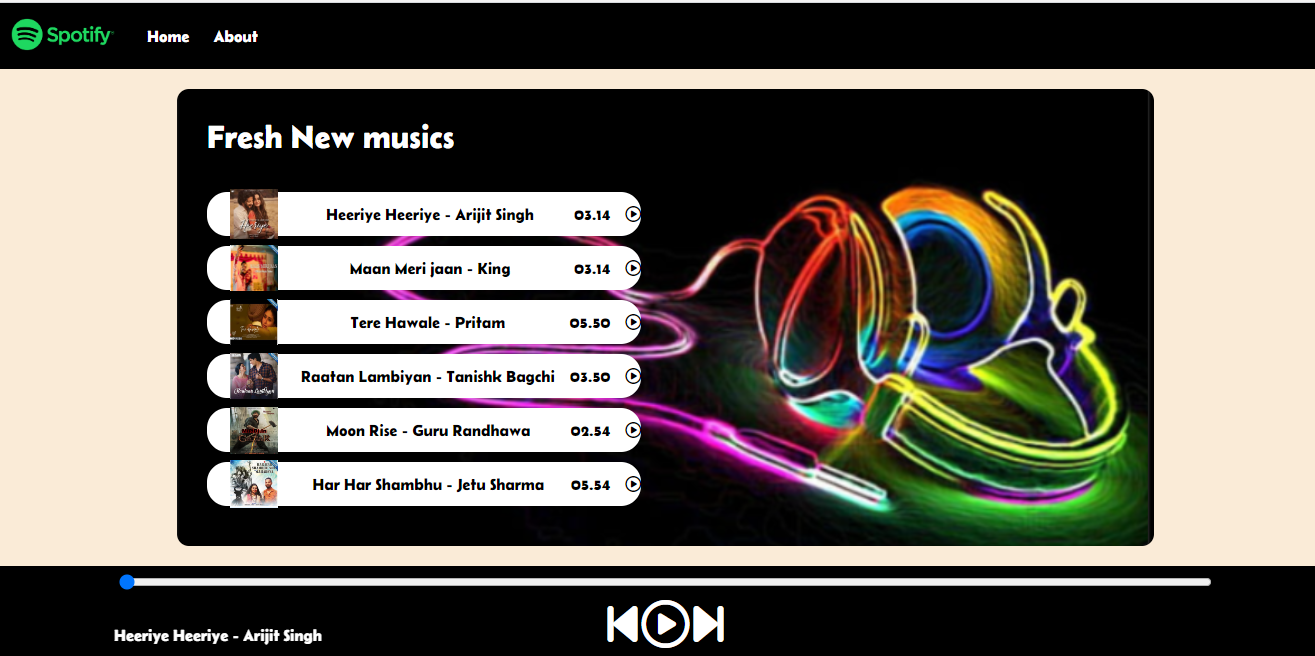 Spotify Home About
Fresh New musics
Heeriye Heeriye - Arijit Singh 03.14
Maan Meri jaan - King 03.14
Tere Hawale - Pritam 05.50
Raatan Lambiyan - Tanishk Bagchi 03.50
Moon Rise - Guru Randhawa 02.54
Har Har Shambhu - Jetu Sharma 05.54
Heeriye Heeriye - Arijit Singh